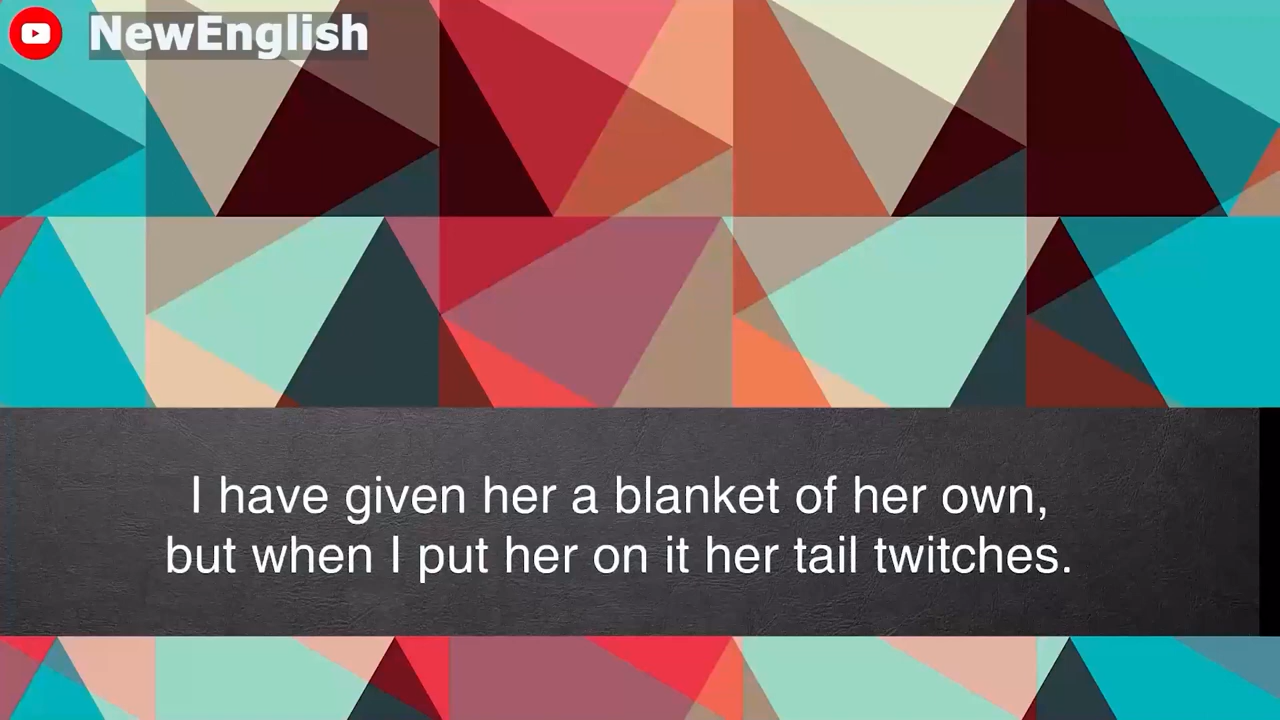 NewEnglish
I have given her a blanket of her own,
but when I put her on it her tail twitches.